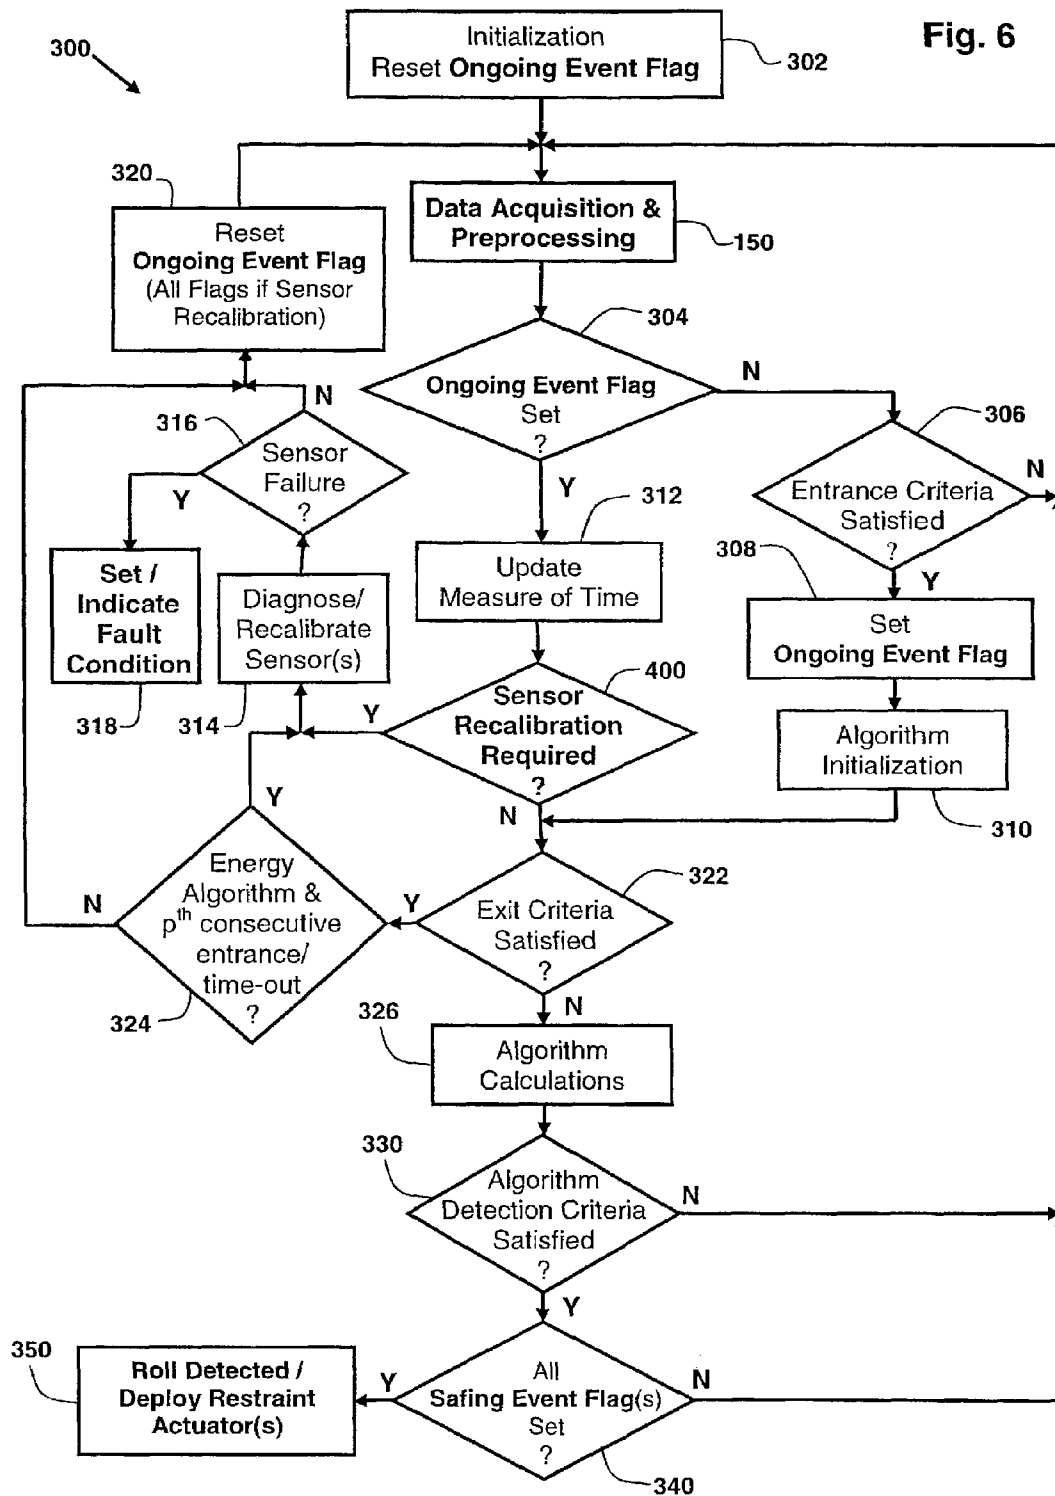 Fig. 6
300
Initialization
Reset Ongoing Event Flag
302
320
Reset
Ongoing Event Flag
(All Flags if Sensor
Recalibration)
Data Acquisition &
Preprocessing
150
304
Ongoing Event Flag
Set
?
N
Y
306
Entrance Criteria
Satisfied
?
N
Y
316
Sensor
Failure
?
N
Y
312
Update
Measure of Time
308
Set
Ongoing Event Flag
Set /
Indicate
Fault
Condition
318
Diagnose/
Recalibrate
Sensor(s)
314
400
Sensor
Recalibration
Required
?
Y
N
Algorithm
Initialization
310
Energy
Algorithm &
pth consecutive
entrance/
time-out
?
Y
N
324
322
Exit Criteria
Satisfied
?
Y
N
326
Algorithm
Calculations
330
Algorithm
Detection Criteria
Satisfied
?
N
Y
350
Roll Detected /
Deploy Restraint
Actuator(s)
Y
All
Safing Event Flag(s)
Set
?
N
340